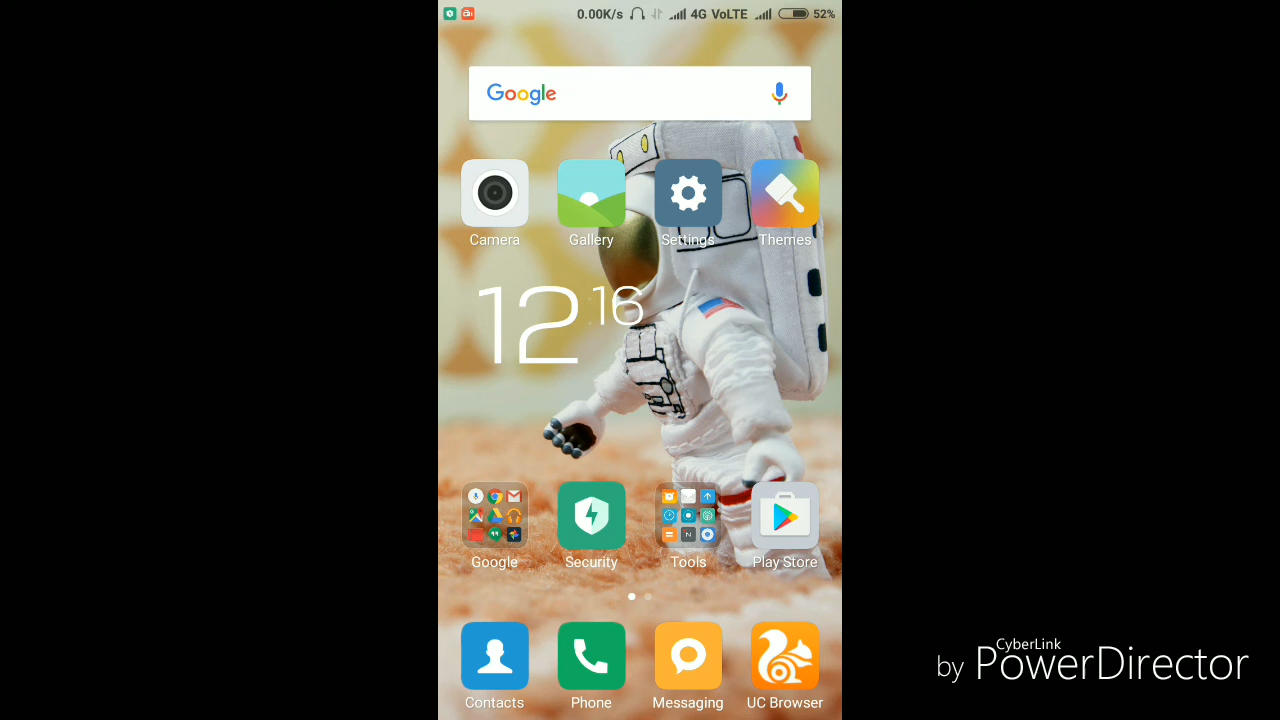 0.00K/s 4G VoLTE 52%
Google
Camera Gallery Settings Themes
12 16
Google Security Tools Play Store
Contacts Phone Messaging UC Browser
CyberLink
by PowerDirector